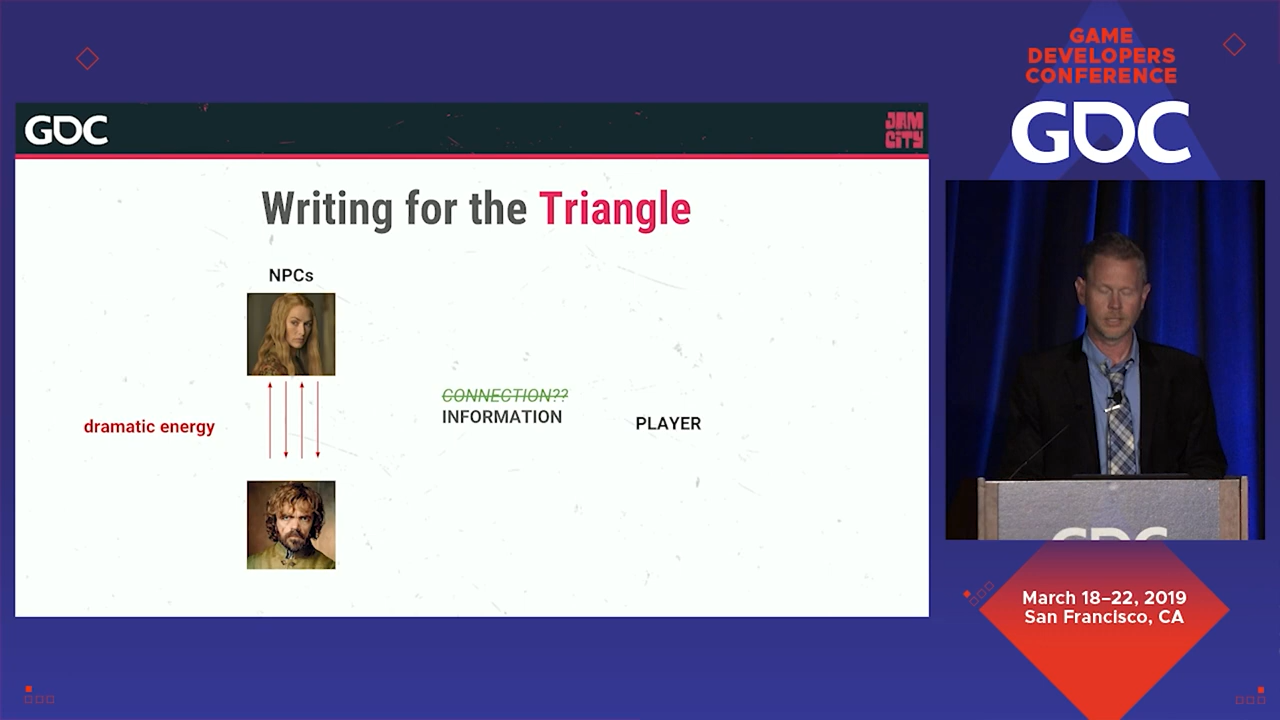 GDC
JAM
CITY
Writing for the Triangle
NPCs
dramatic energy
CONNECTION??
INFORMATION
PLAYER
GAME
DEVELOPERS
CONFERENCE
GDC
GDC
March 18–22, 2019
San Francisco, CA